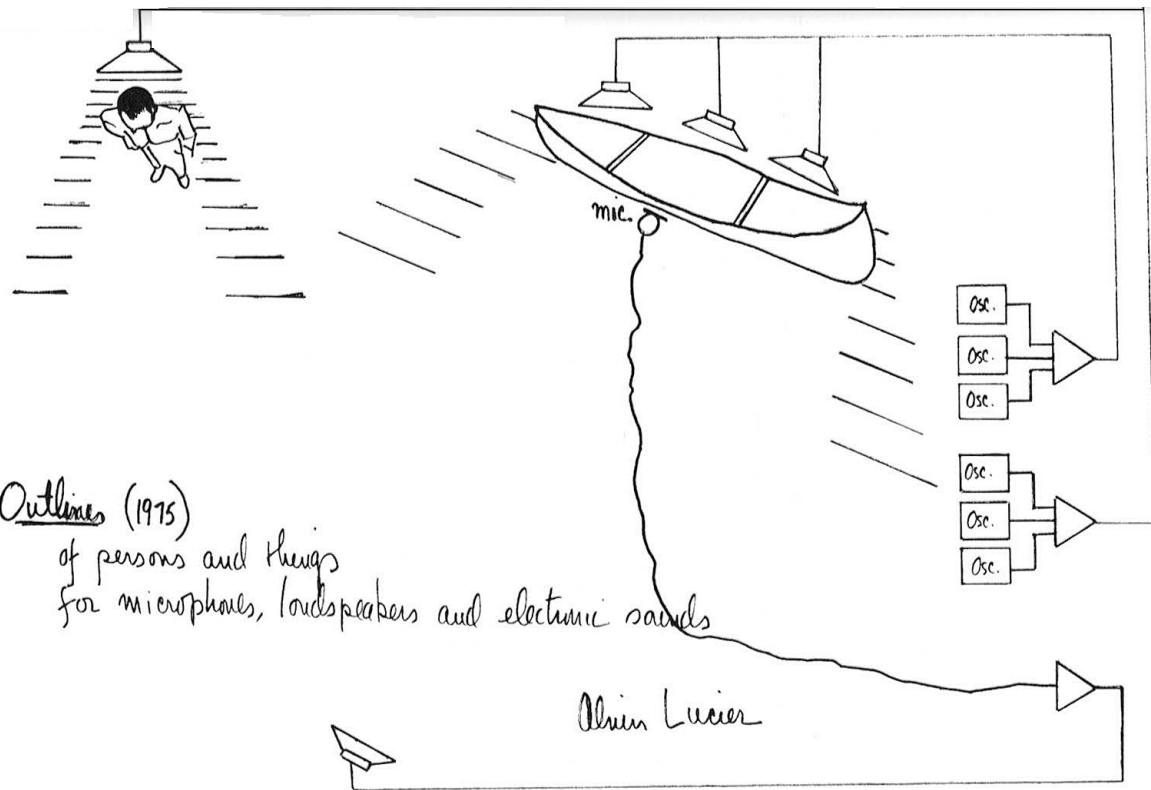 mic.
Osc.
Osc.
Osc.
Osc.
Osc.
Osc.
Outlines (1975)
of persons and things
for microphones, loudspeakers and electronic sounds
Alvin Lucier